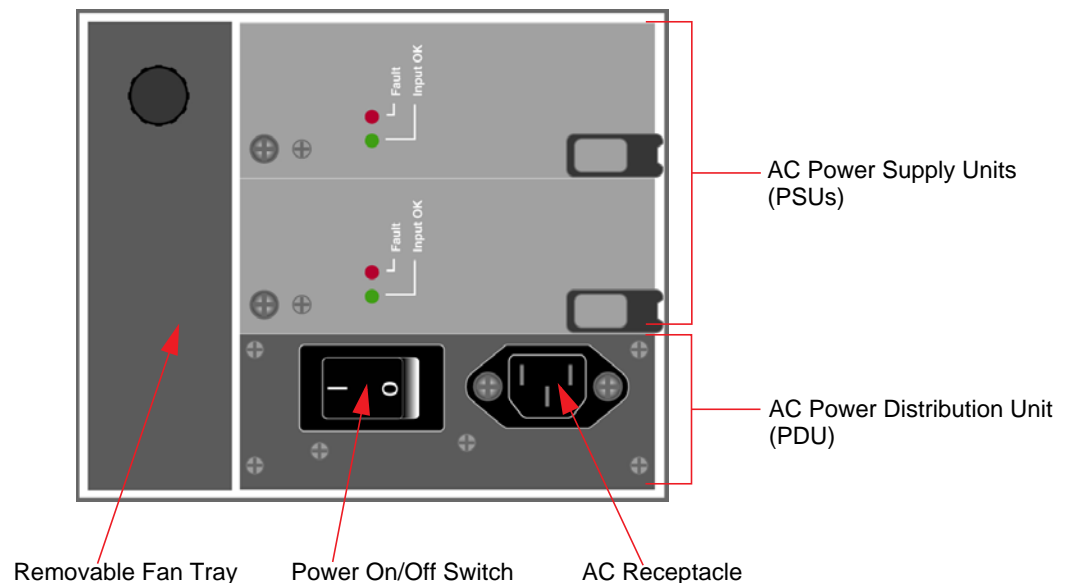 Fault
Input OK
Fault
Input OK
AC Power Supply Units
(PSUs)
I
O
AC Power Distribution Unit
(PDU)
Removable Fan Tray
Power On/Off Switch
AC Receptacle